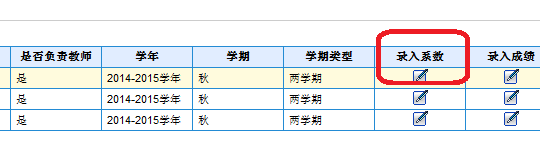 是否负责教师 学年 学期 学期类型 录入系数 录入成绩
是 2014-2015学年 秋 两学期
是 2014-2015学年 秋 两学期
是 2014-2015学年 秋 两学期